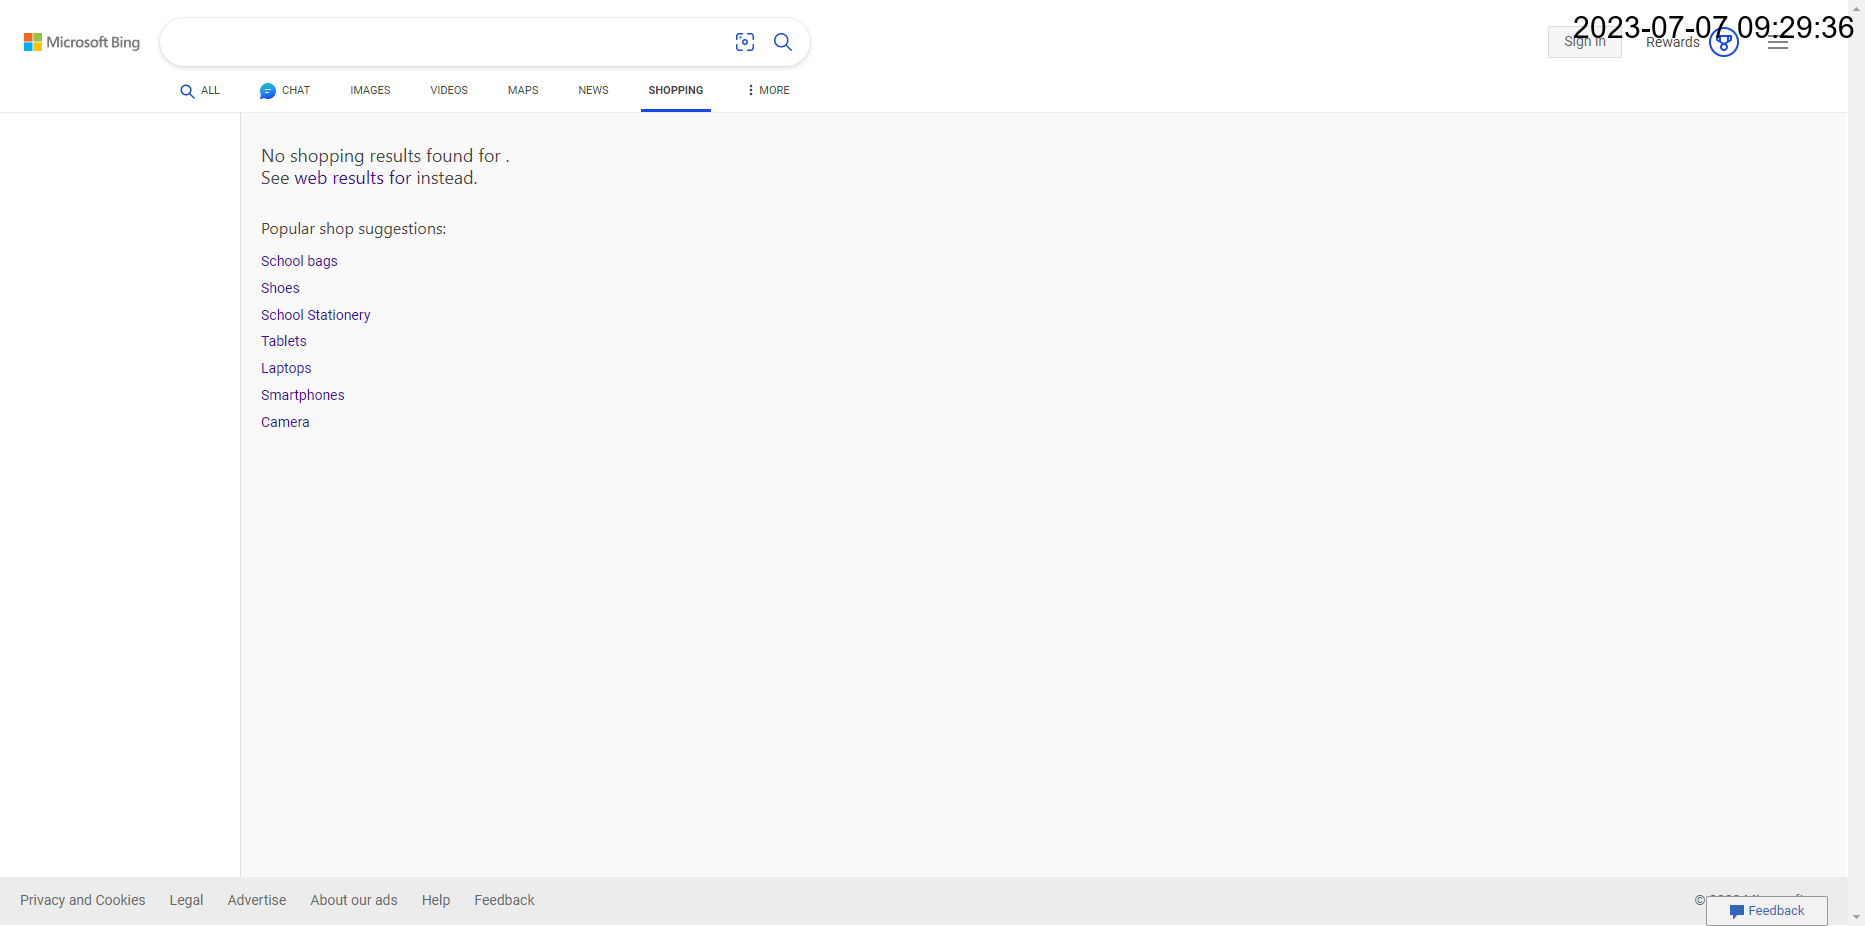 Microsoft Bing
2023-07-07 09:29:36
Sign in
Rewards
ALL
CHAT
IMAGES
VIDEOS
MAPS
NEWS
SHOPPING
MORE
No shopping results found for .
See web results for instead.
Popular shop suggestions:
School bags
Shoes
School Stationery
Tablets
Laptops
Smartphones
Camera
Privacy and Cookies
Legal
Advertise
About our ads
Help
Feedback
©
Feedback